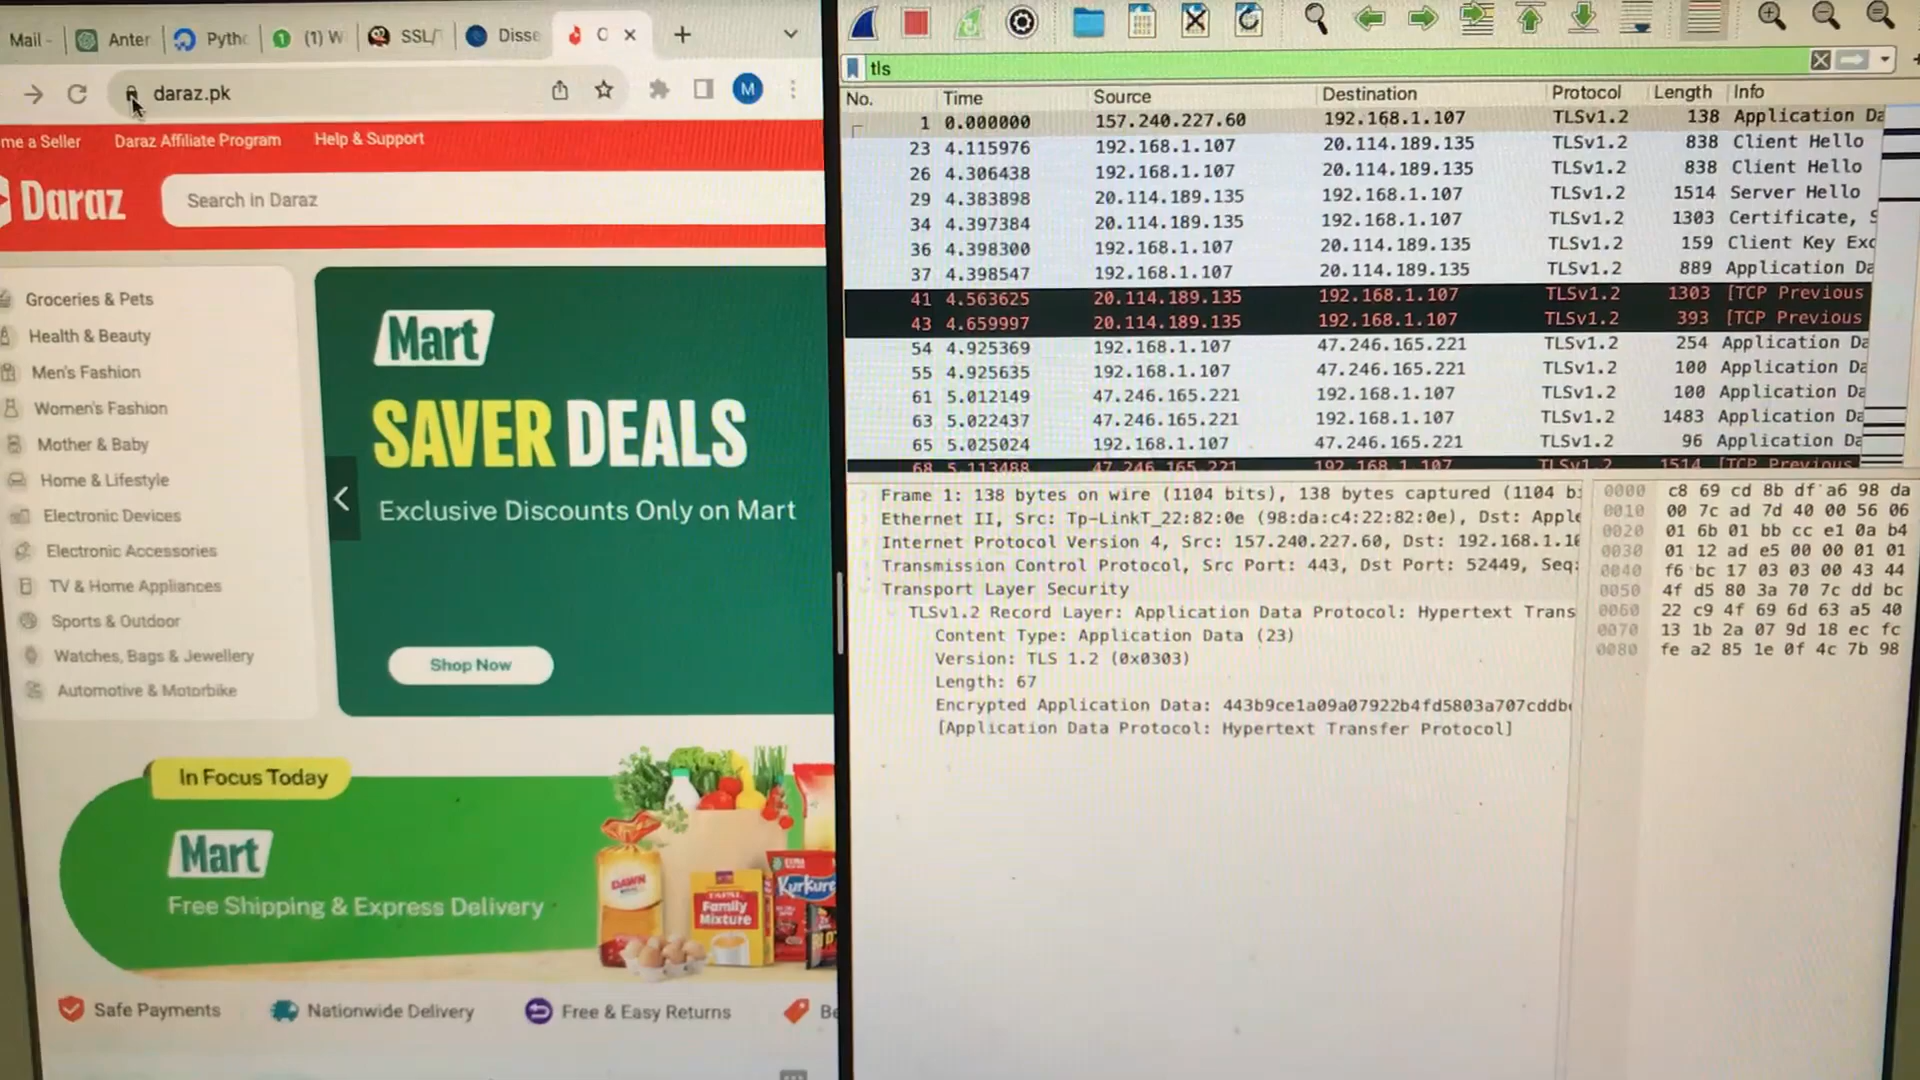 Mail -
Anter
Pytho
(1) W
SSL/
Disse
daraz.pk
M
me a Seller
Daraz Affiliate Program
Help & Support
Daraz
Search in Daraz
Groceries & Pets
Health & Beauty
Men's Fashion
Women's Fashion
Mother & Baby
Home & Lifestyle
Electronic Devices
Electronic Accessories
TV & Home Appliances
Sports & Outdoor
Watches, Bags & Jewellery
Automotive & Motorbike
Mart
SAVER DEALS
Exclusive Discounts Only on Mart
Shop Now
In Focus Today
Mart
Free Shipping & Express Delivery
DAWN
Family
Mixture
Kurkure
Safe Payments
Nationwide Delivery
Free & Easy Returns
Be
tls
No. Time Source Destination Protocol Length Info
1 0.000000 157.240.227.60 192.168.1.107 TLSv1.2 138 Application Da
23 4.115976 192.168.1.107 20.114.189.135 TLSv1.2 838 Client Hello
26 4.306438 192.168.1.107 20.114.189.135 TLSv1.2 838 Client Hello
29 4.383898 20.114.189.135 192.168.1.107 TLSv1.2 1514 Server Hello
34 4.397384 20.114.189.135 192.168.1.107 TLSv1.2 1303 Certificate, S
36 4.398300 192.168.1.107 20.114.189.135 TLSv1.2 159 Client Key Exc
37 4.398547 192.168.1.107 20.114.189.135 TLSv1.2 889 Application Da
41 4.563625 20.114.189.135 192.168.1.107 TLSv1.2 1303 [TCP Previous
43 4.659997 20.114.189.135 192.168.1.107 TLSv1.2 393 [TCP Previous
54 4.925369 192.168.1.107 47.246.165.221 TLSv1.2 254 Application Da
55 4.925635 192.168.1.107 47.246.165.221 TLSv1.2 100 Application Da
61 5.012149 47.246.165.221 192.168.1.107 TLSv1.2 100 Application Da
63 5.022437 47.246.165.221 192.168.1.107 TLSv1.2 1483 Application Da
65 5.025024 192.168.1.107 47.246.165.221 TLSv1.2 96 Application Da
68 5.113488 47.246.165.221 192.168.1.107 TLSv1.2 1514 [TCP Previous
Frame 1: 138 bytes on wire (1104 bits), 138 bytes captured (1104 b
Ethernet II, Src: Tp-LinkT_22:82:0e (98:da:c4:22:82:0e), Dst: Apple
Internet Protocol Version 4, Src: 157.240.227.60, Dst: 192.168.1.10
Transmission Control Protocol, Src Port: 443, Dst Port: 52449, Seq:
Transport Layer Security
TLSv1.2 Record Layer: Application Data Protocol: Hypertext Trans
Content Type: Application Data (23)
Version: TLS 1.2 (0x0303)
Length: 67
Encrypted Application Data: 443b9ce1a09a07922b4fd5803a707cddb
[Application Data Protocol: Hypertext Transfer Protocol]
0000 c8 69 cd 8b df a6 98 da
0010 00 7c ad 7d 40 00 56 06
0020 01 6b 01 bb cc e1 0a b4
0030 01 12 ad e5 00 00 01 01
0040 f6 bc 17 03 03 00 43 44
0050 4f d5 80 3a 70 7c dd bc
0060 22 c9 4f 69 6d 63 a5 40
0070 13 1b 2a 07 9d 18 ec fc
0080 fe a2 85 1e 0f 4c 7b 98